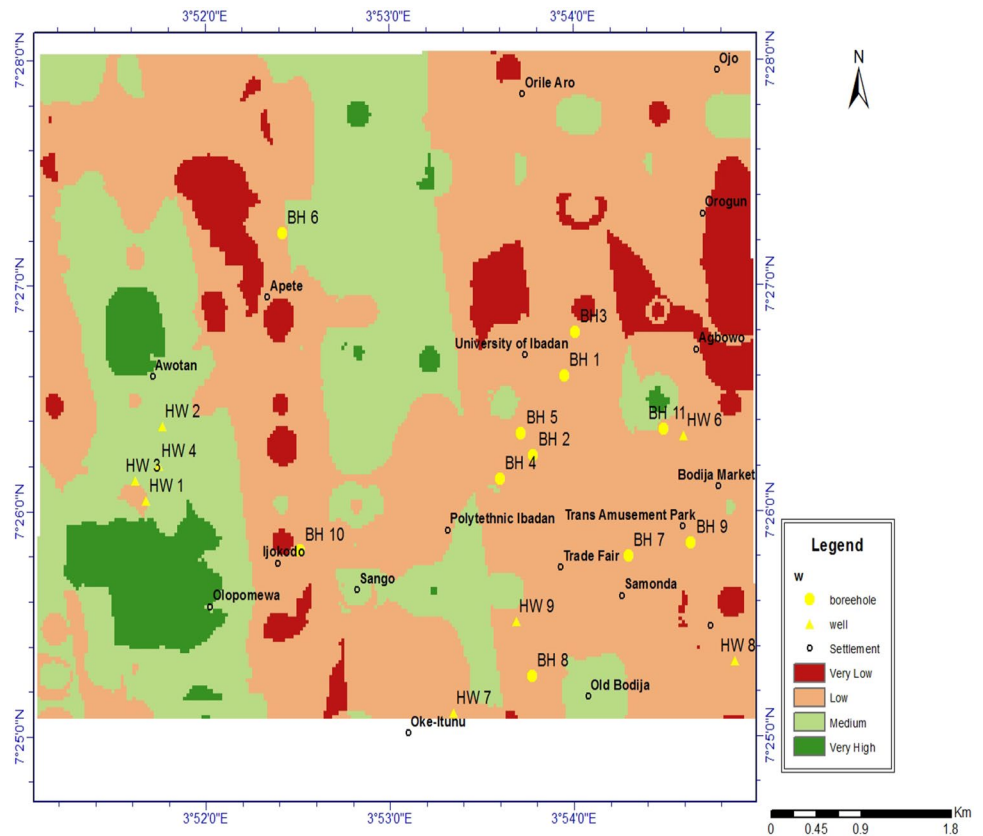 3°52'0"E 3°53'0"E 3°54'0"E
7°28'0"N
7°28'0"N
N
Ojo
Orile Aro
Orogun
BH 6
7°27'0"N
7°27'0"N
Apete
BH3
University of Ibadan
Agbowo
BH 1
Awotan
HW 2
BH 5
BH 11
HW 6
BH 2
HW 4
HW 3
BH 4
Bodija Market
HW 1
7°26'0"N
7°26'0"N
Polytethnic Ibadan
Trans Amusement Park
BH 9
BH 10
Ijokodo
Trade Fair
BH 7
Sango
Samonda
Olopomewa
HW 9
HW 8
BH 8
Old Bodija
HW 7
Oke-Itunu
7°25'0"N
7°25'0"N
3°52'0"E 3°53'0"E 3°54'0"E
Legend
w
boreehole
well
Settlement
Very Low
Low
Medium
Very High
Km
0 0.45 0.9 1.8